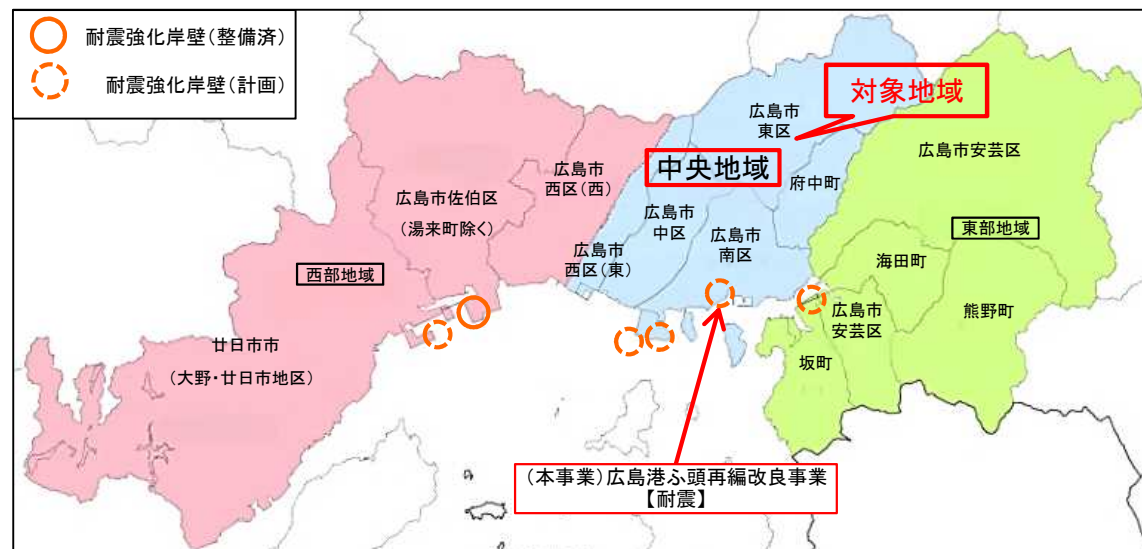 耐震強化岸壁(整備済)
耐震強化岸壁(計画)
対象地域
広島市
東区
広島市安芸区
中央地域
広島市
西区(西)
府中町
広島市佐伯区
(湯来町除く)
広島市
中区
広島市
南区
東部地域
海田町
広島市
西区(東)
西部地域
広島市
安芸区
熊野町
廿日市市
(大野・廿日市地区)
坂町
(本事業)広島港ふ頭再編改良事業
【耐震】